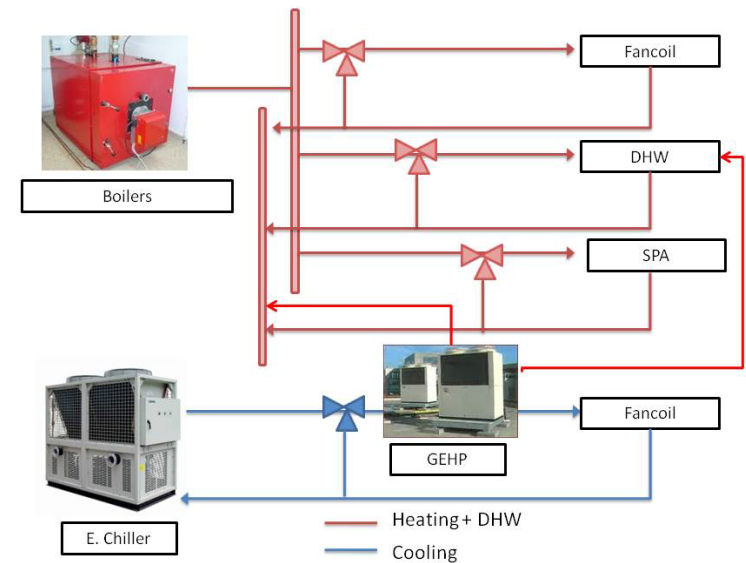 Fancoil
DHW
Boilers
SPA
Fancoil
GEHP
E. Chiller
Heating + DHW
Cooling